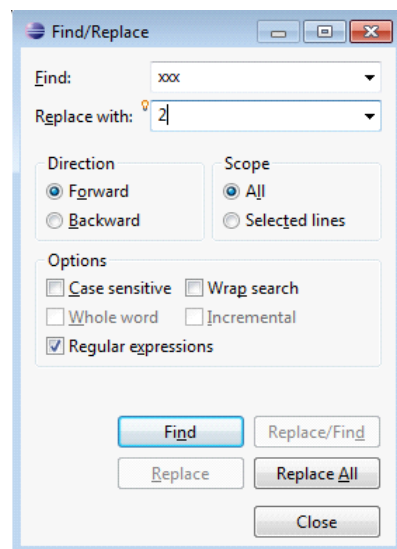 Find/Replace
Find: xxx
Replace with: 2
Direction Scope
Forward All
Backward Selected lines
Options
Case sensitive Wrap search
Whole word Incremental
Regular expressions
Find Replace/Find
Replace Replace All
Close